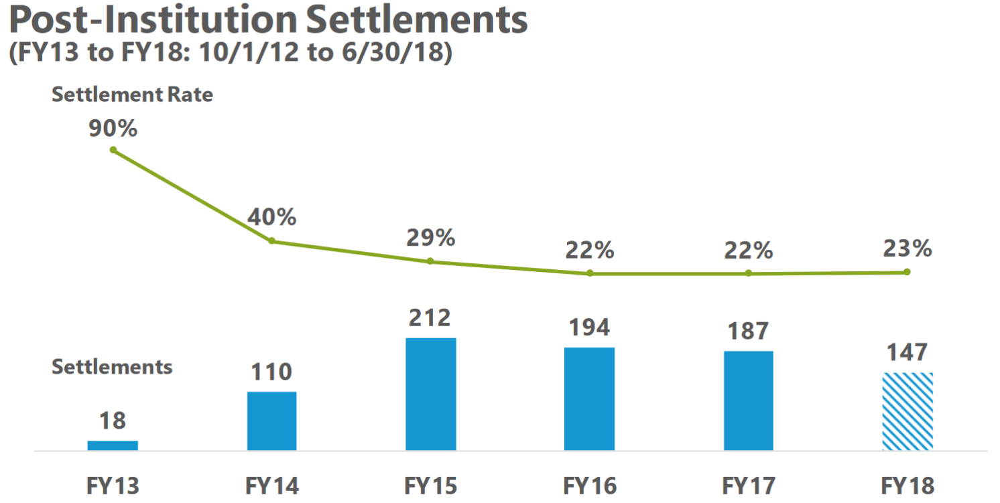 Post-Institution Settlements
(FY13 to FY18: 10/1/12 to 6/30/18)
Settlement Rate
90%
40%
29%
22%
22%
23%
Settlements
18
110
212
194
187
147
FY13 FY14 FY15 FY16 FY17 FY18